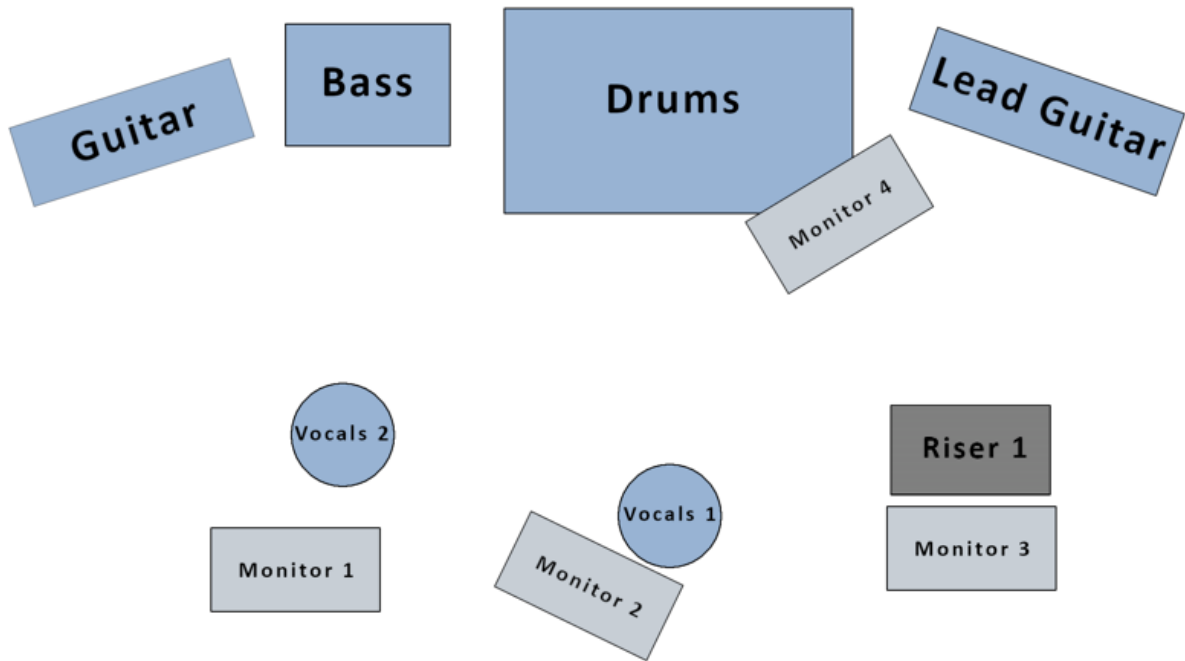 Guitar
Bass
Drums
Lead Guitar
Monitor 4
Vocals 2
Riser 1
Vocals 1
Monitor 1
Monitor 2
Monitor 3